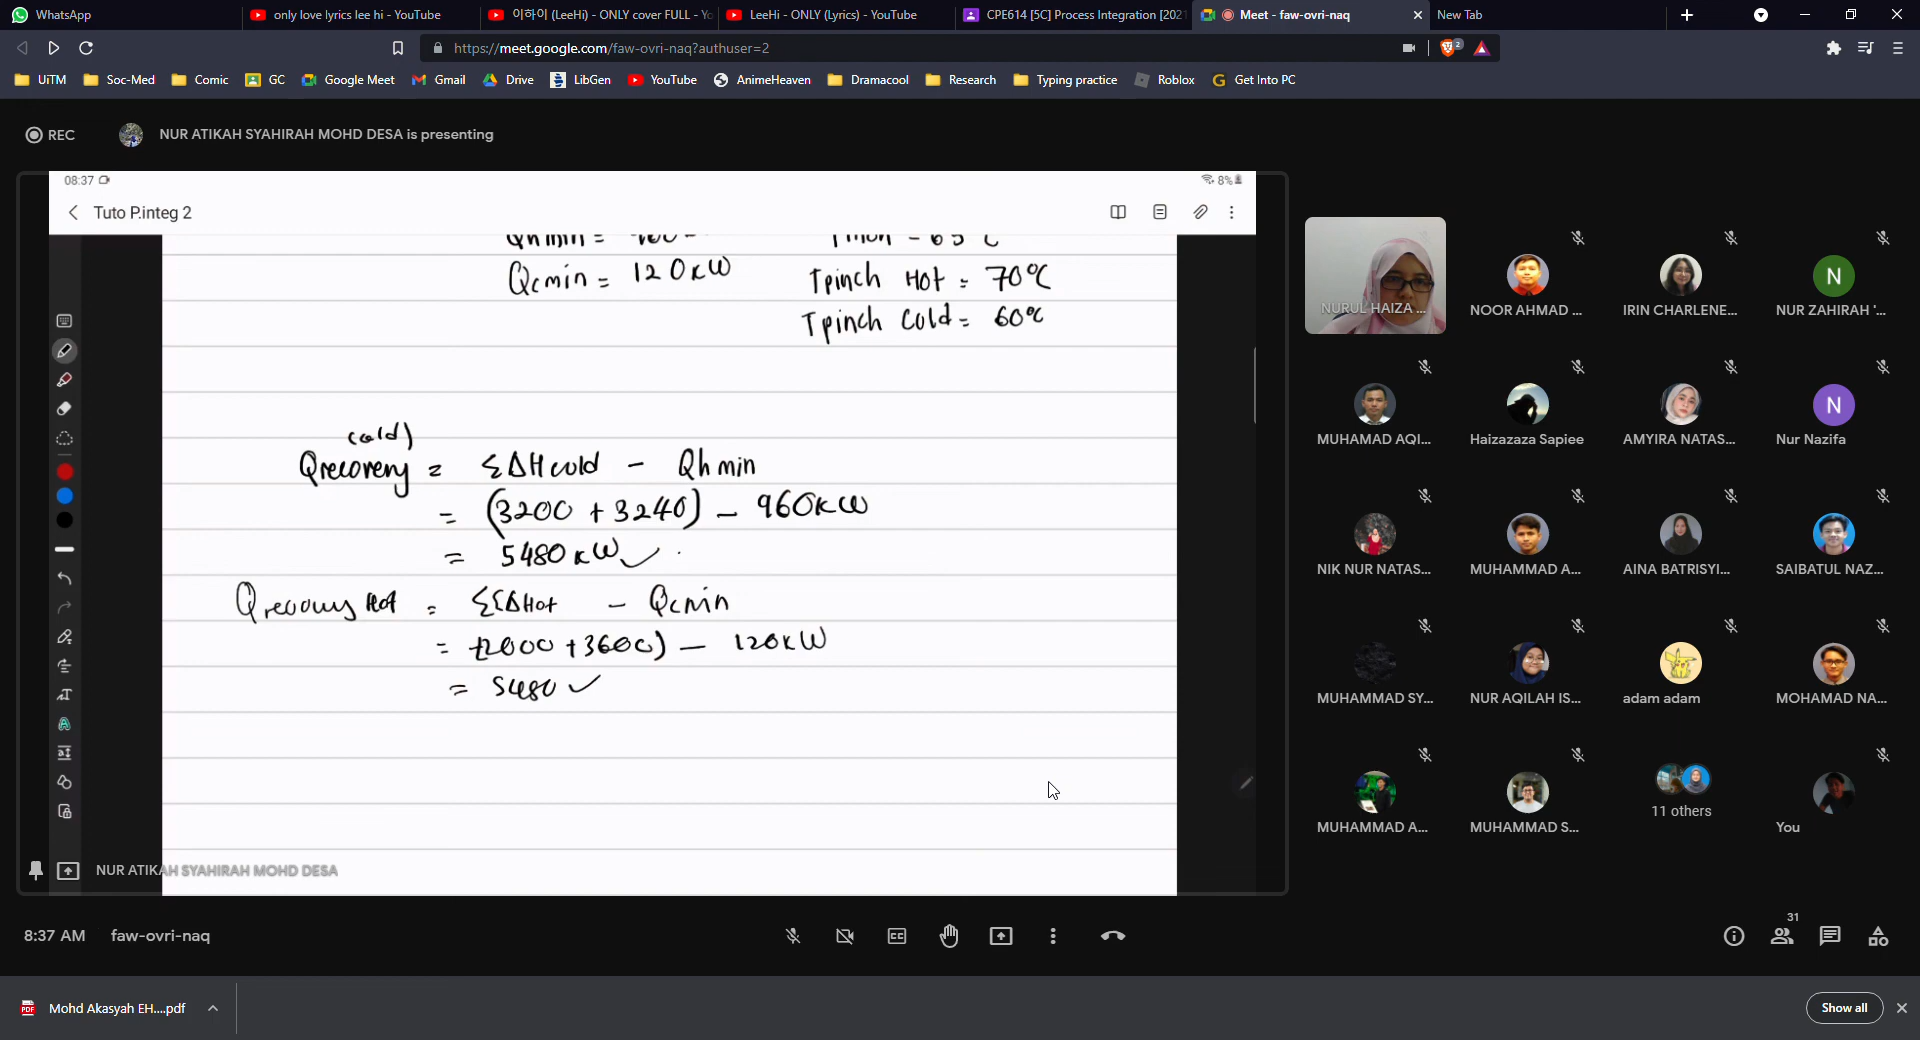 WhatsApp
only love lyrics lee hi - YouTube
이하이 (LeeHi) - ONLY cover FULL - Yo
LeeHi - ONLY (Lyrics) - YouTube
CPE614 [5C] Process Integration [2021
Meet - faw-ovri-naq
New Tab
https://meet.google.com/faw-ovri-naq?authuser=2
2
UiTM
Soc-Med
Comic
GC
Google Meet
Gmail
Drive
LibGen
YouTube
AnimeHeaven
Dramacool
Research
Typing practice
Roblox
Get Into PC
REC
NUR ATIKAH SYAHIRAH MOHD DESA is presenting
08:37
8%
Tuto P.integ 2
Qcmin = 120kW
Tpinch Hot = 70°C
Tpinch Cold = 60°C
(cold)
Qrecovery = ΣΔHcold - Qhmin
= (3200 + 3240) - 960kW
= 5480kW ✓
Qrecovery Hot = Σ(ΔHot - Qcmin
= (2000 + 3600) - 120kW
= 5480 ✓
NUR ATIKAH SYAHIRAH MOHD DESA
NURUL HAIZA ...
NOOR AHMAD ...
IRIN CHARLENE...
N
NUR ZAHIRAH '...
MUHAMAD AQI...
Haizazaza Sapiee
AMYIRA NATAS...
N
Nur Nazifa
NIK NUR NATAS...
MUHAMMAD A...
AINA BATRISYI...
SAIBATUL NAZ...
MUHAMMAD SY...
NUR AQILAH IS...
adam adam
MOHAMAD NA...
MUHAMMAD A...
MUHAMMAD S...
11 others
You
8:37 AM
faw-ovri-naq
31
Mohd Akasyah EH....pdf
Show all